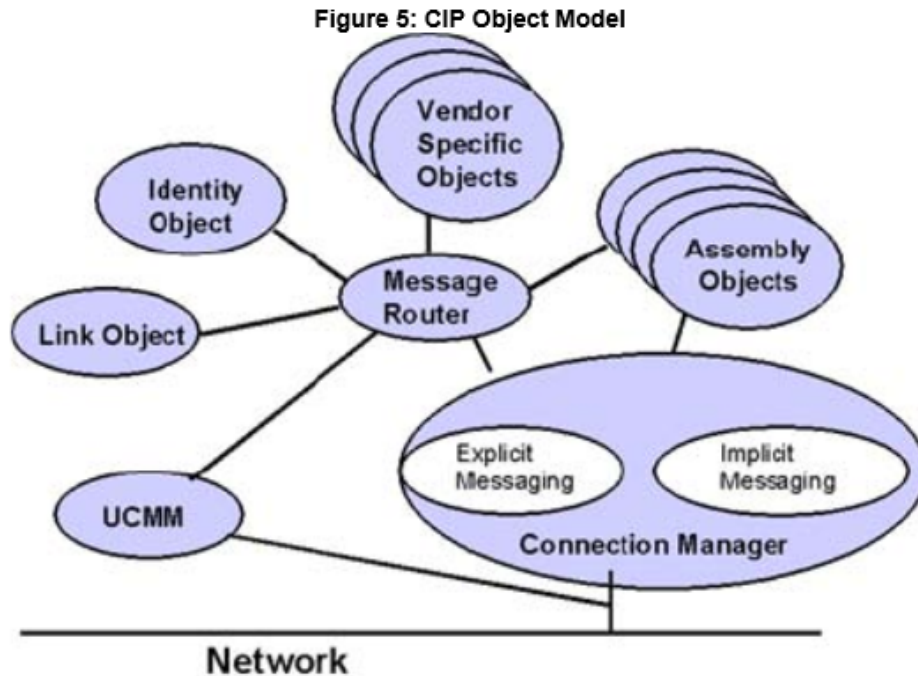 Figure 5: CIP Object Model
Vendor
Specific
Objects
Identity
Object
Assembly
Objects
Message
Router
Link Object
Explicit
Messaging
Implicit
Messaging
UCMM
Connection Manager
Network